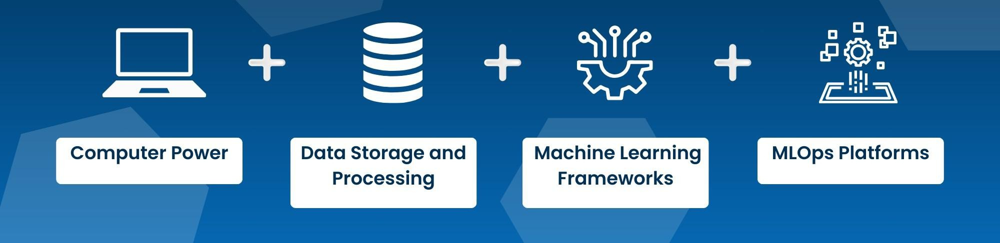 Computer Power
Data Storage and
Processing
Machine Learning
Frameworks
MLOps Platforms